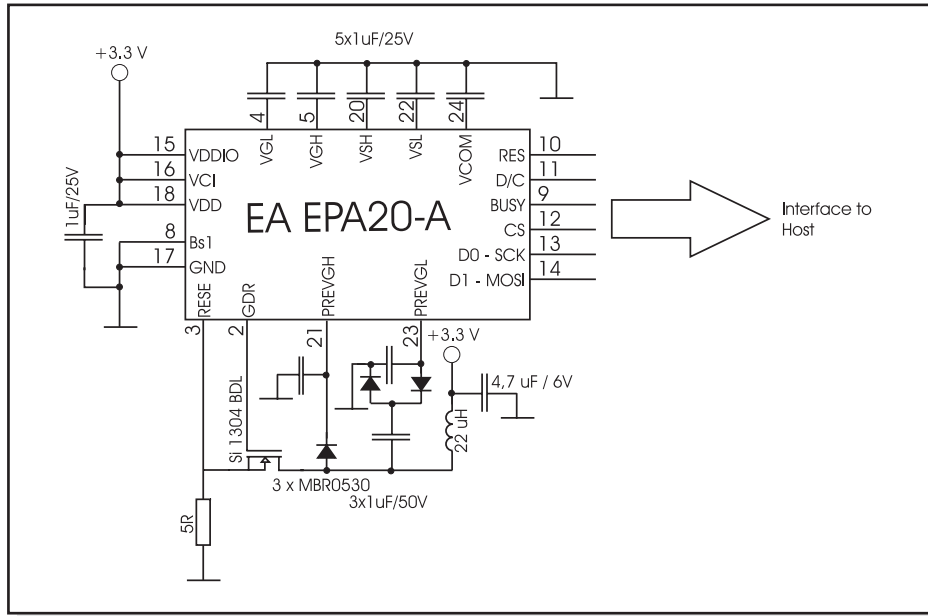 5x1uF/25V
+3.3 V
4
5
20
22
24
VGL
VGH
VSH
VSL
VCOM
15
VDDIO
16
VCI
18
VDD
1uF/25V
8
Bs1
17
GND
EA EPA20-A
RES
10
D/C
11
BUSY
9
CS
12
D0 - SCK
13
D1 - MOSI
14
Interface to
Host
RESE
GDR
PREVGH
PREVGL
3
2
21
23
+3.3 V
4,7 uF / 6V
22 uH
Si 1304 BDL
3 x MBR0530
3x1uF/50V
5R